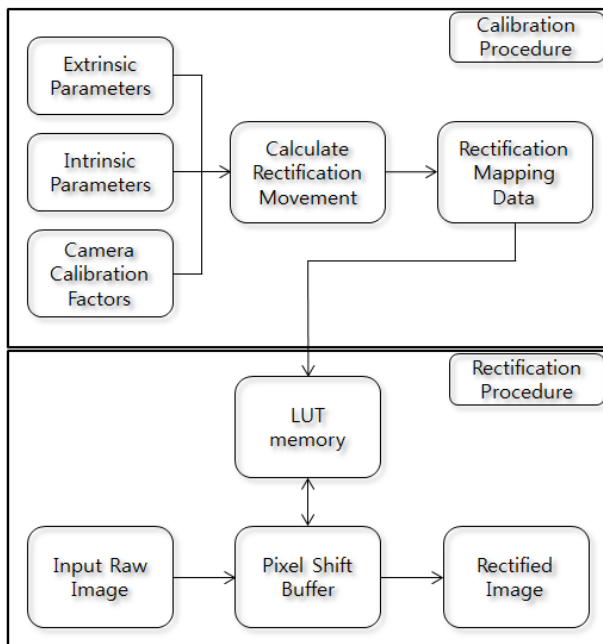 Calibration
Procedure
Extrinsic
Parameters
Intrinsic
Parameters
Camera
Calibration
Factors
Calculate
Rectification
Movement
Rectification
Mapping
Data
Rectification
Procedure
LUT
memory
Input Raw
Image
Pixel Shift
Buffer
Rectified
Image